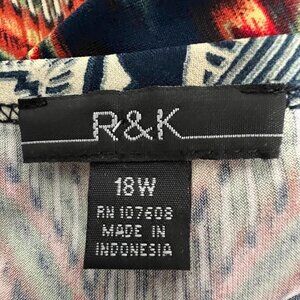 R&K
18W
RN 107608
MADE IN
INDONESIA